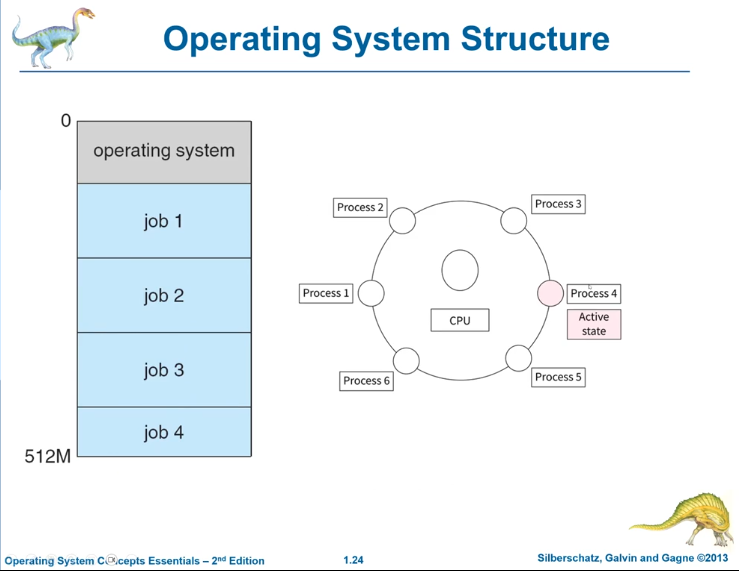 Operating System Structure
0
operating system
job 1
job 2
job 3
job 4
512M
Process 2
Process 3
Process 1
Process 4
CPU
Active
state
Process 6
Process 5
Operating System Concepts Essentials – 2nd Edition
1.24
Silberschatz, Galvin and Gagne ©2013